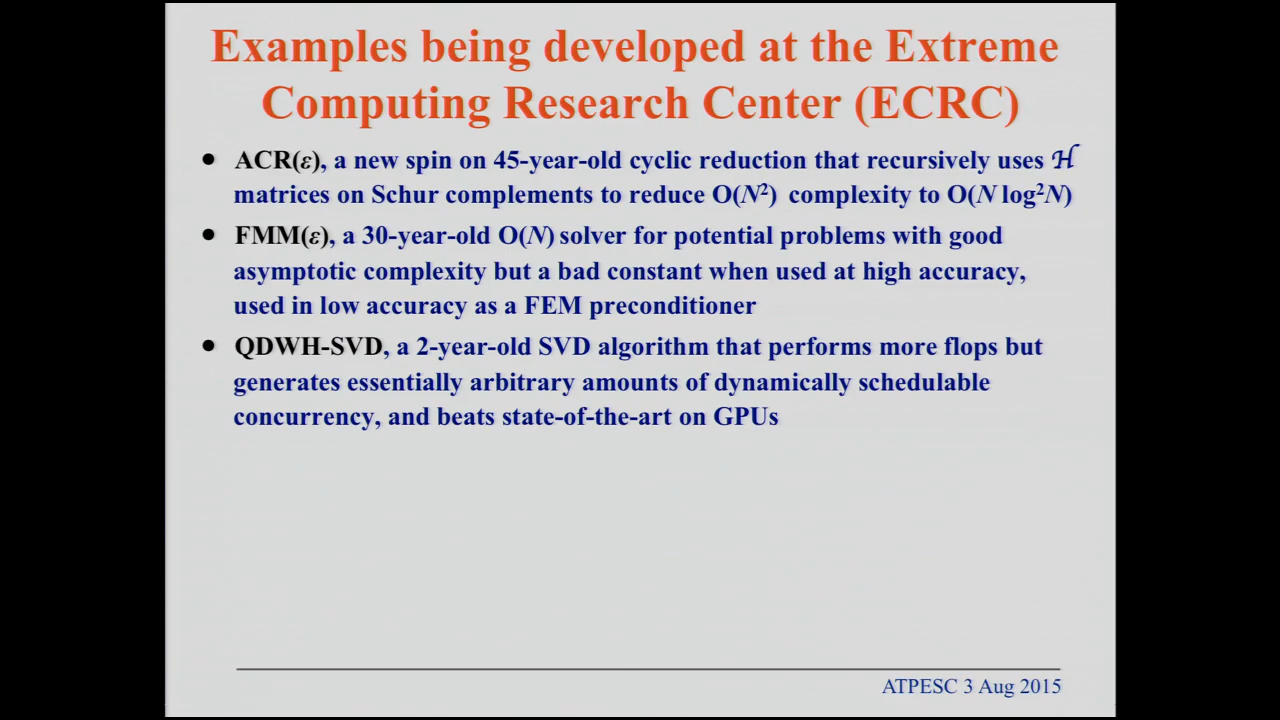 Examples being developed at the Extreme
Computing Research Center (ECRC)
• ACR(ε), a new spin on 45-year-old cyclic reduction that recursively uses ℋ
matrices on Schur complements to reduce O(N²) complexity to O(N log²N)
• FMM(ε), a 30-year-old O(N) solver for potential problems with good
asymptotic complexity but a bad constant when used at high accuracy,
used in low accuracy as a FEM preconditioner
• QDWH-SVD, a 2-year-old SVD algorithm that performs more flops but
generates essentially arbitrary amounts of dynamically schedulable
concurrency, and beats state-of-the-art on GPUs
ATPESC 3 Aug 2015